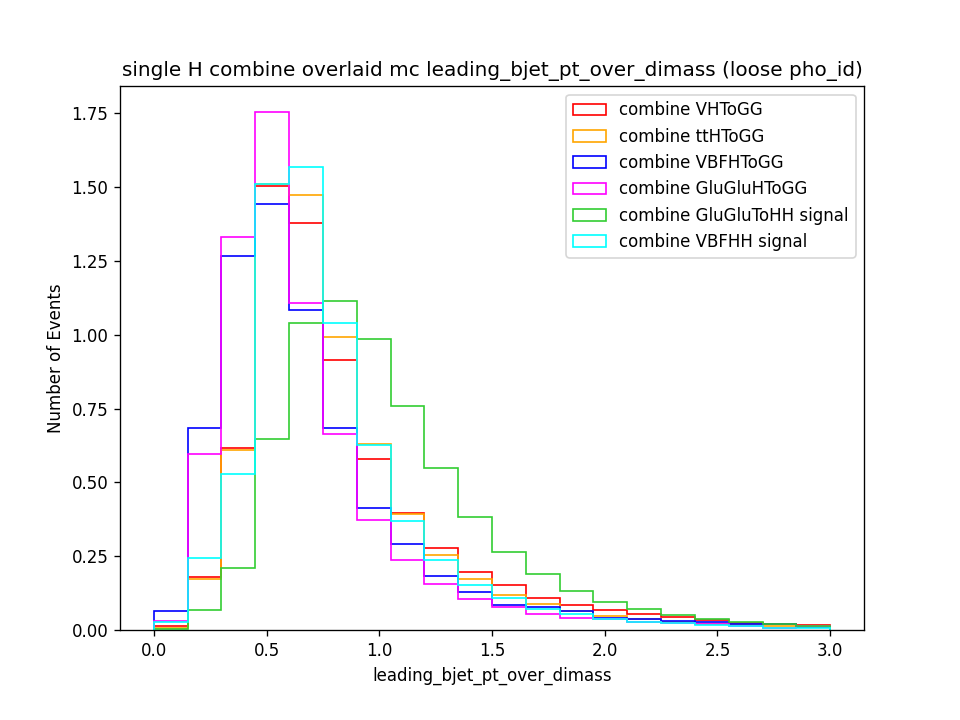 single H combine overlaid mc leading_bjet_pt_over_dimass (loose pho_id)
combine VHToGG
combine ttHToGG
combine VBFHToGG
combine GluGluHToGG
combine GluGluToHH signal
combine VBFHH signal
Number of Events
1.75
1.50
1.25
1.00
0.75
0.50
0.25
0.00
0.0 0.5 1.0 1.5 2.0 2.5 3.0
leading_bjet_pt_over_dimass